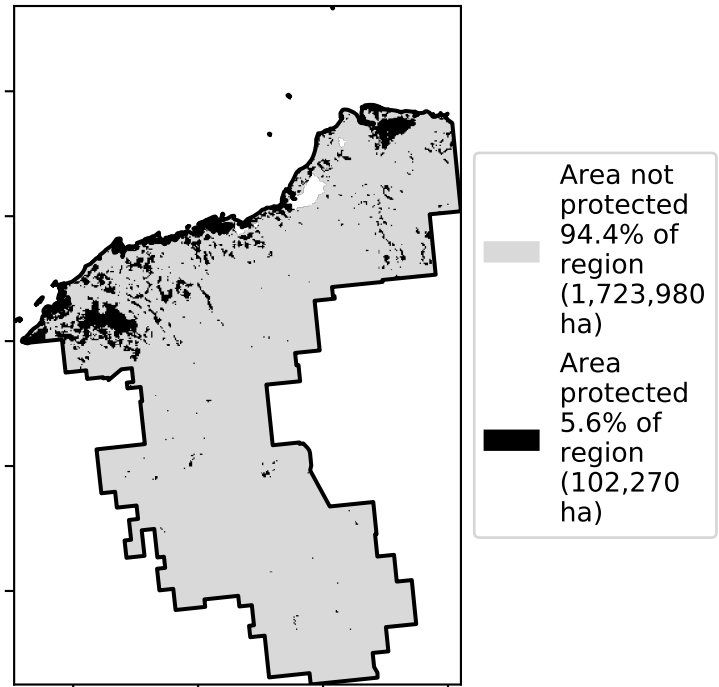 Area not
protected
94.4% of
region
(1,723,980
ha)
Area
protected
5.6% of
region
(102,270
ha)